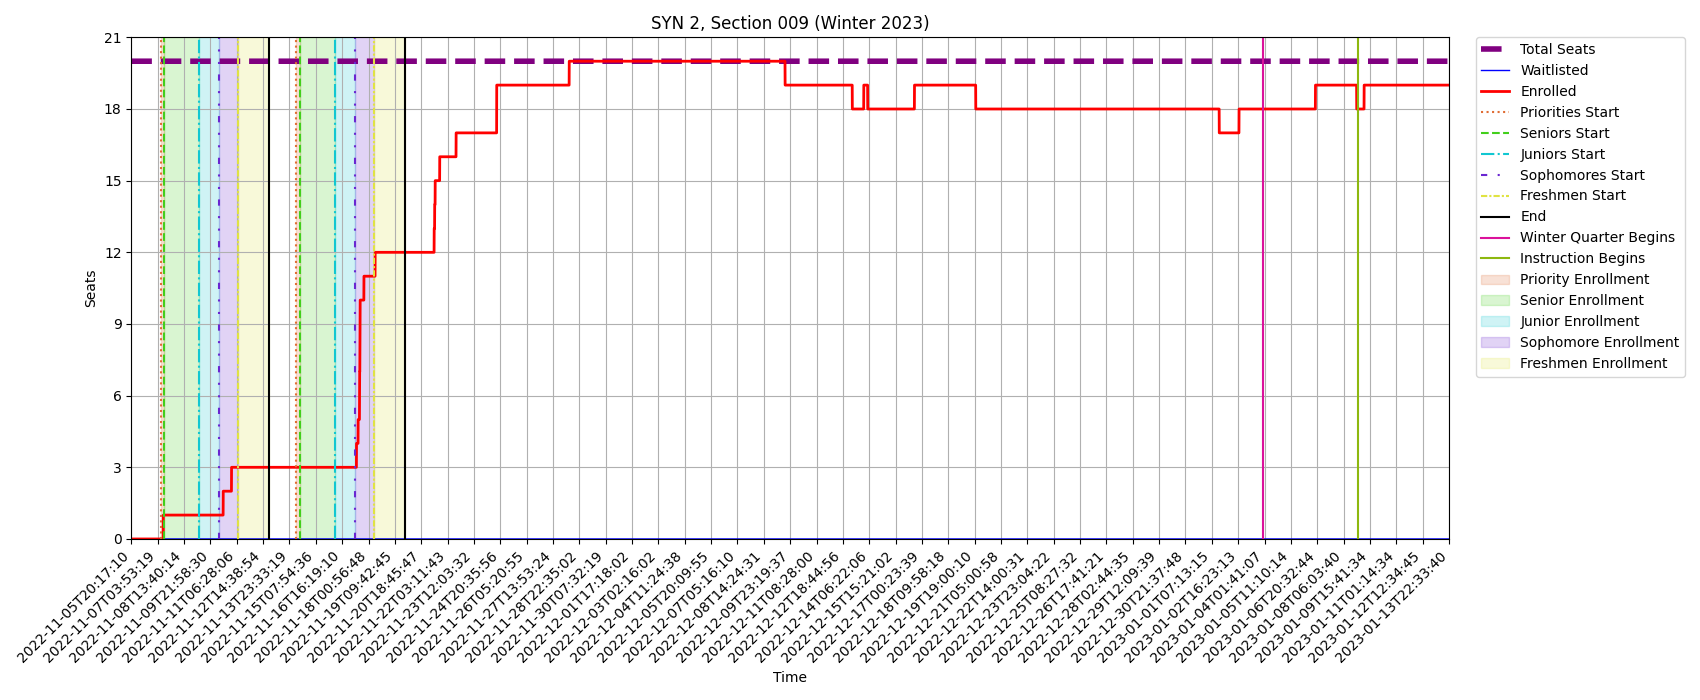 SYN 2, Section 009 (Winter 2023)
21
18
15
12
9
6
3
0
Seats
2022-11-05T20:17:10
2022-11-07T03:53:19
2022-11-08T13:40:14
2022-11-09T21:58:30
2022-11-11T06:28:06
2022-11-12T14:38:54
2022-11-13T23:33:19
2022-11-15T07:54:36
2022-11-16T16:19:10
2022-11-18T00:56:48
2022-11-19T09:42:45
2022-11-20T18:45:47
2022-11-22T03:11:43
2022-11-23T12:03:32
2022-11-24T20:35:56
2022-11-26T05:20:55
2022-11-27T13:53:24
2022-11-28T22:35:02
2022-11-30T07:32:19
2022-12-01T17:18:02
2022-12-03T02:16:02
2022-12-04T11:24:38
2022-12-05T20:09:55
2022-12-07T05:16:10
2022-12-08T14:24:31
2022-12-09T23:19:37
2022-12-11T08:28:00
2022-12-12T18:44:56
2022-12-14T06:22:06
2022-12-15T15:21:02
2022-12-17T00:23:39
2022-12-18T09:58:18
2022-12-19T19:00:10
2022-12-21T05:00:58
2022-12-22T14:00:31
2022-12-23T23:04:22
2022-12-25T08:27:32
2022-12-26T17:41:21
2022-12-28T02:44:35
2022-12-29T12:09:39
2022-12-30T21:37:48
2023-01-01T07:13:15
2023-01-02T16:23:13
2023-01-04T01:41:07
2023-01-05T11:10:14
2023-01-06T20:32:44
2023-01-08T06:03:40
2023-01-09T15:41:34
2023-01-11T01:14:34
2023-01-12T12:34:45
2023-01-13T22:33:40
Time
Total Seats
Waitlisted
Enrolled
Priorities Start
Seniors Start
Juniors Start
Sophomores Start
Freshmen Start
End
Winter Quarter Begins
Instruction Begins
Priority Enrollment
Senior Enrollment
Junior Enrollment
Sophomore Enrollment
Freshmen Enrollment